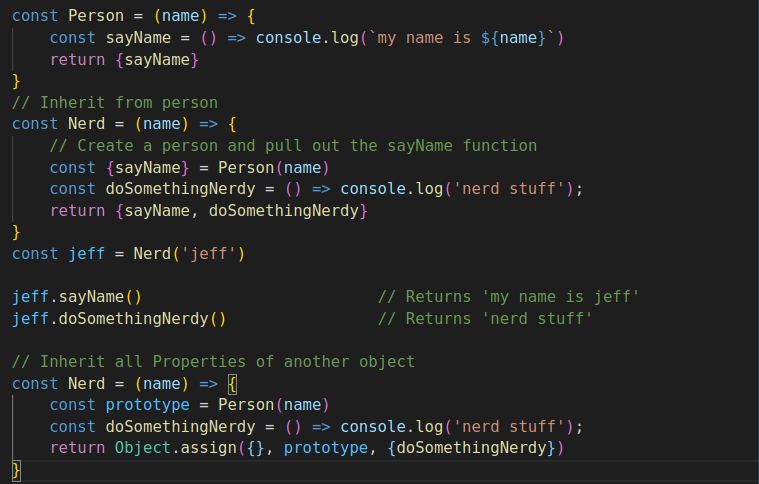 const Person = (name) => {
    const sayName = () => console.log(`my name is ${name}`)
    return {sayName}
}
// Inherit from person
const Nerd = (name) => {
    // Create a person and pull out the sayName function
    const {sayName} = Person(name)
    const doSomethingNerdy = () => console.log('nerd stuff');
    return {sayName, doSomethingNerdy}
}
const jeff = Nerd('jeff')

jeff.sayName()                         // Returns 'my name is jeff'
jeff.doSomethingNerdy()                // Returns 'nerd stuff'

// Inherit all Properties of another object
const Nerd = (name) => {
    const prototype = Person(name)
    const doSomethingNerdy = () => console.log('nerd stuff');
    return Object.assign({}, prototype, {doSomethingNerdy})
}